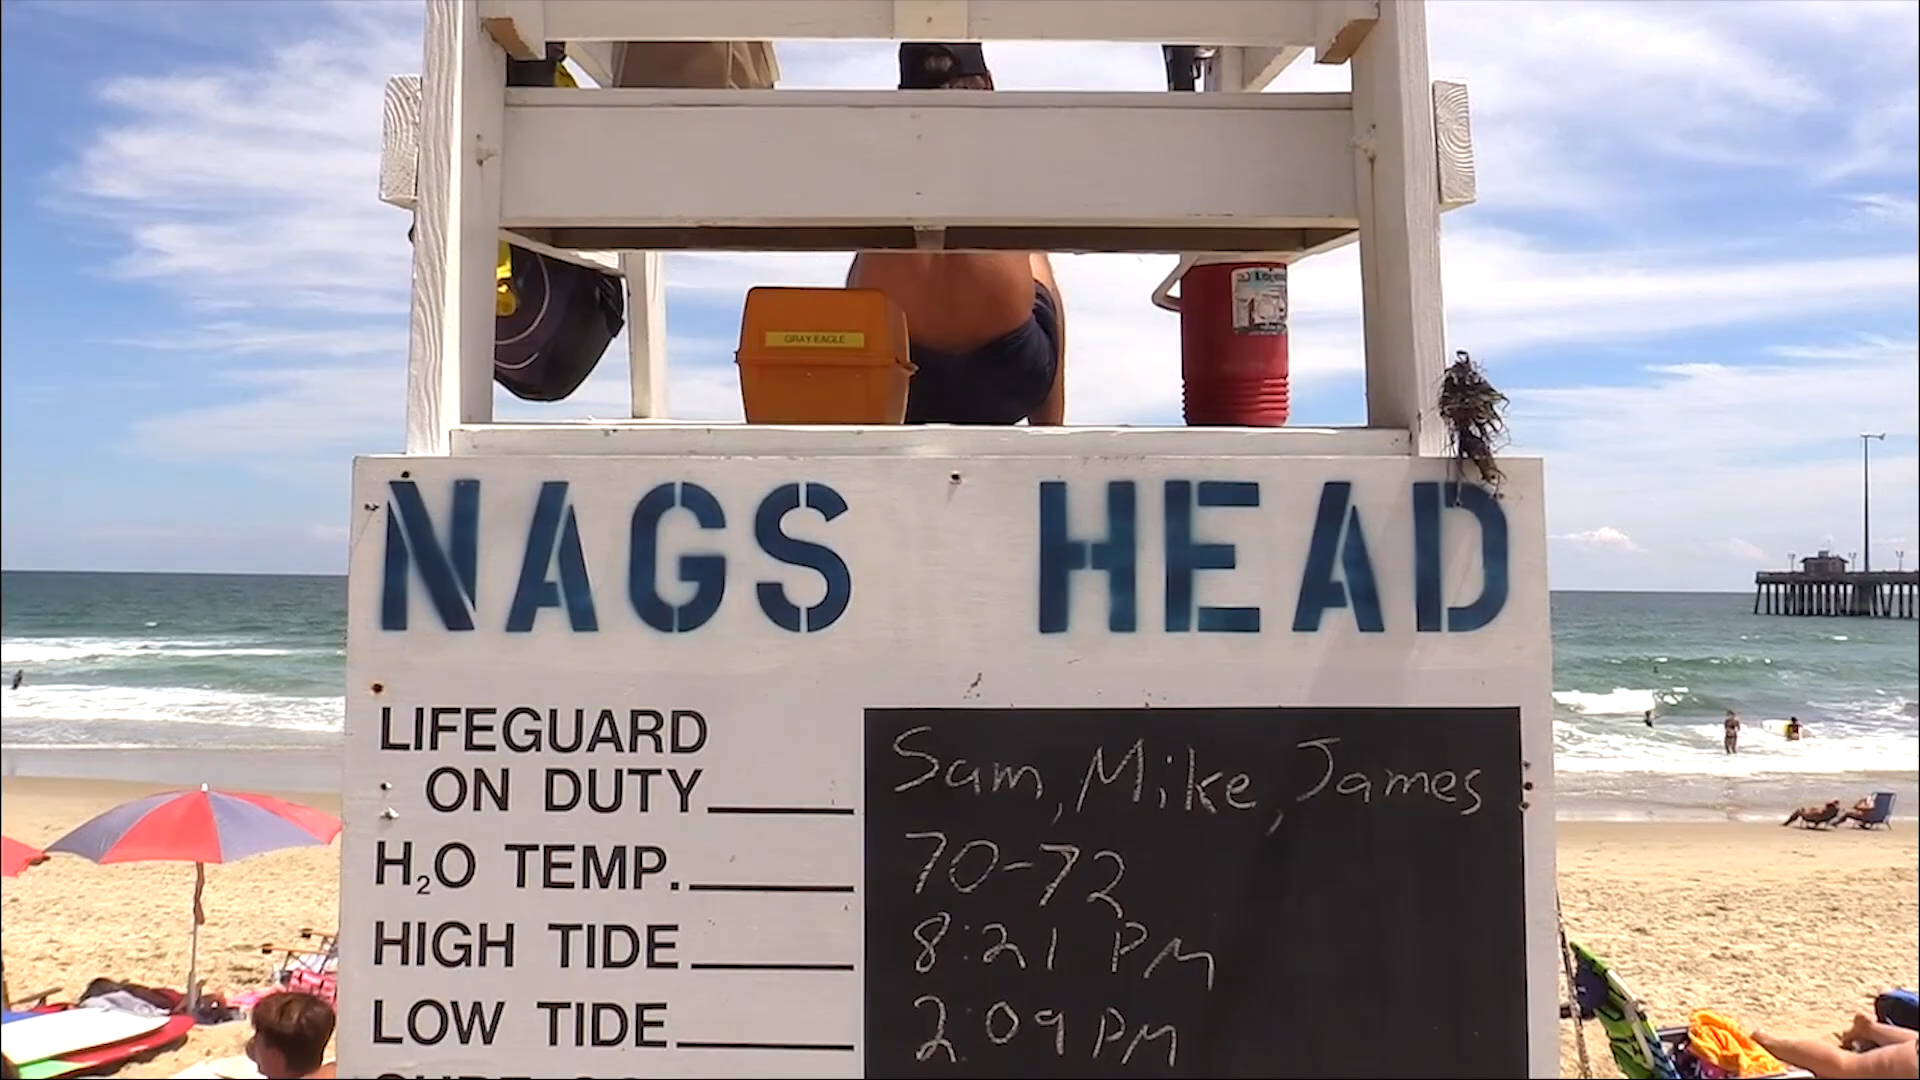 GRAY EAGLE
NAGS HEAD
LIFEGUARD
ON DUTY Sam, Mike, James
H₂O TEMP. 70-72
HIGH TIDE 8:21 PM
LOW TIDE 2:09 PM